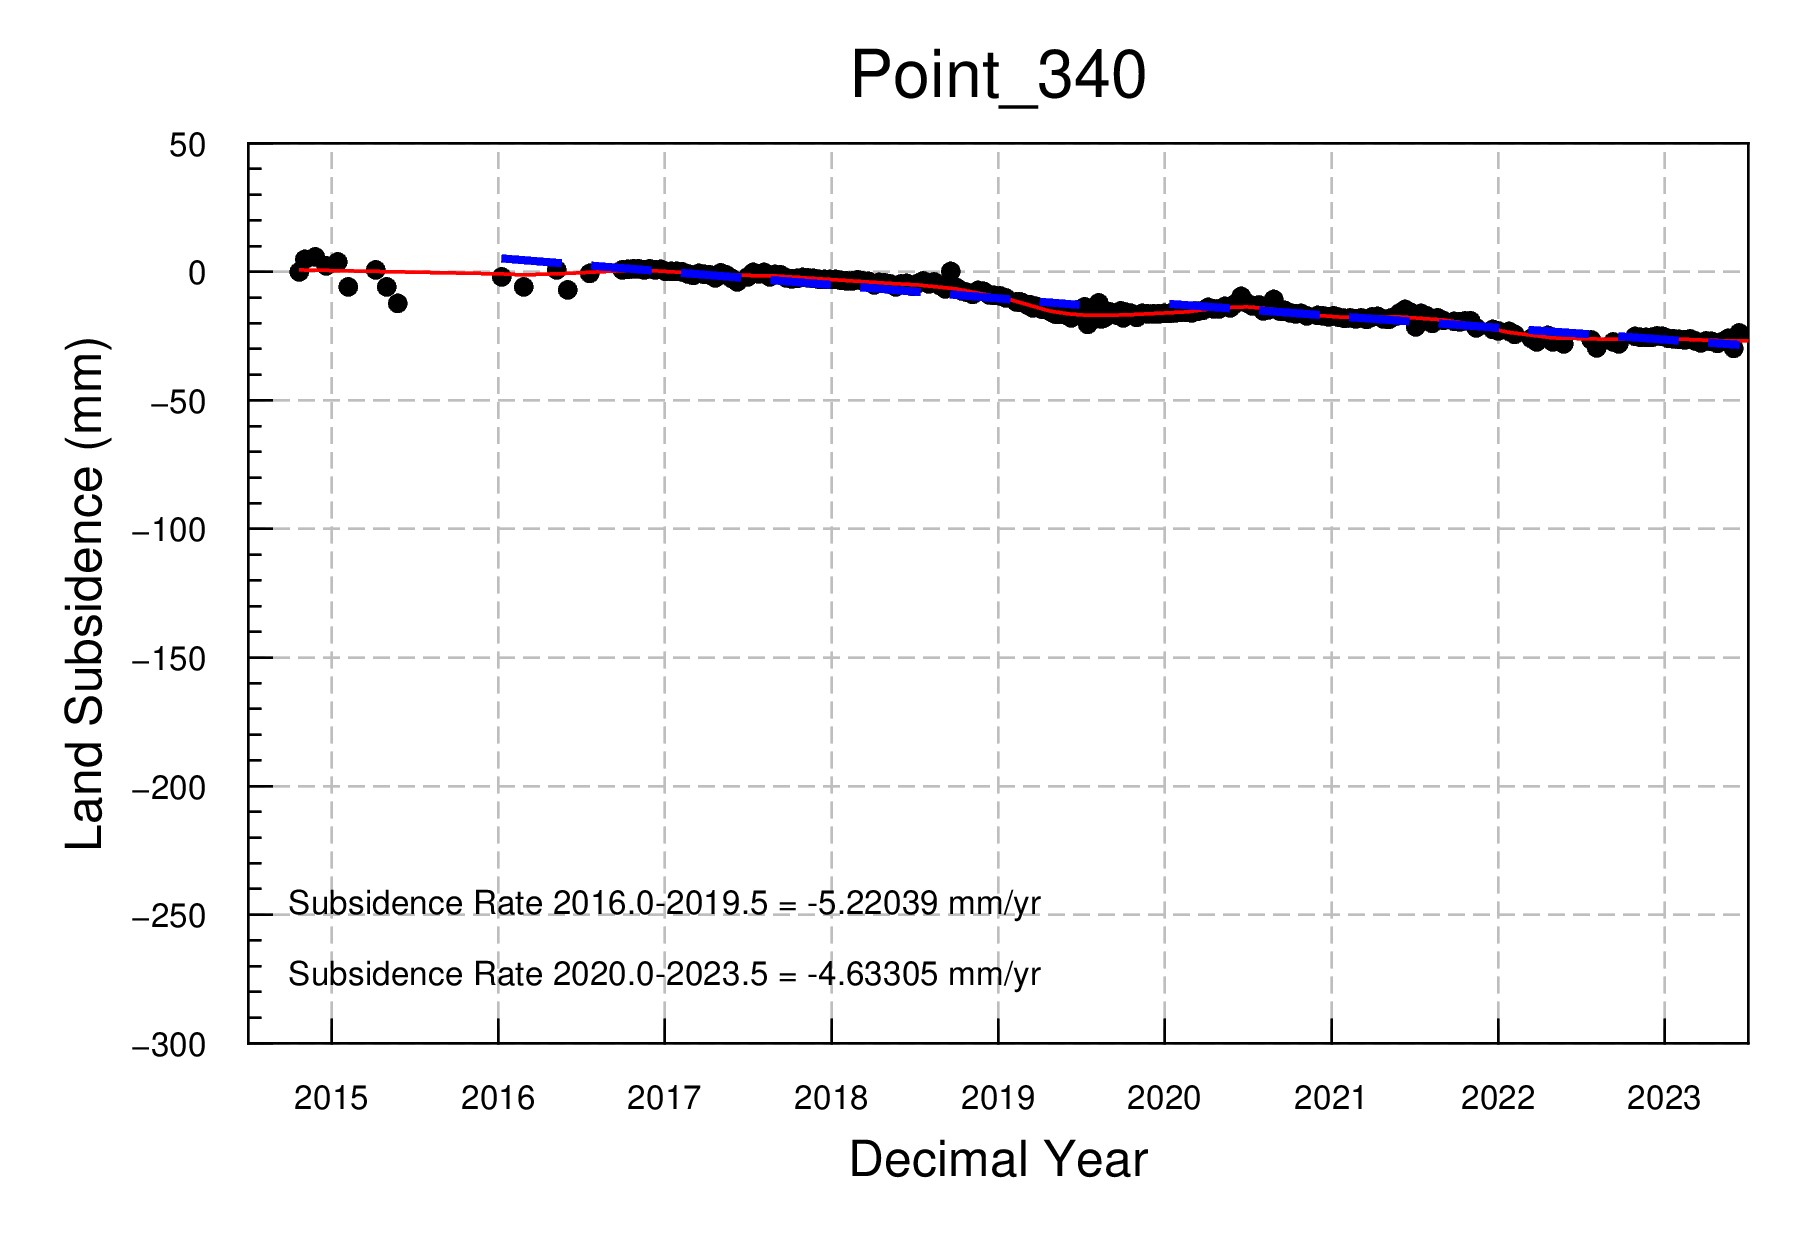 Point_340
50
0
−50
−100
−150
−200
−250
−300
Land Subsidence (mm)
Subsidence Rate 2016.0-2019.5 = -5.22039 mm/yr
Subsidence Rate 2020.0-2023.5 = -4.63305 mm/yr
2015 2016 2017 2018 2019 2020 2021 2022 2023
Decimal Year